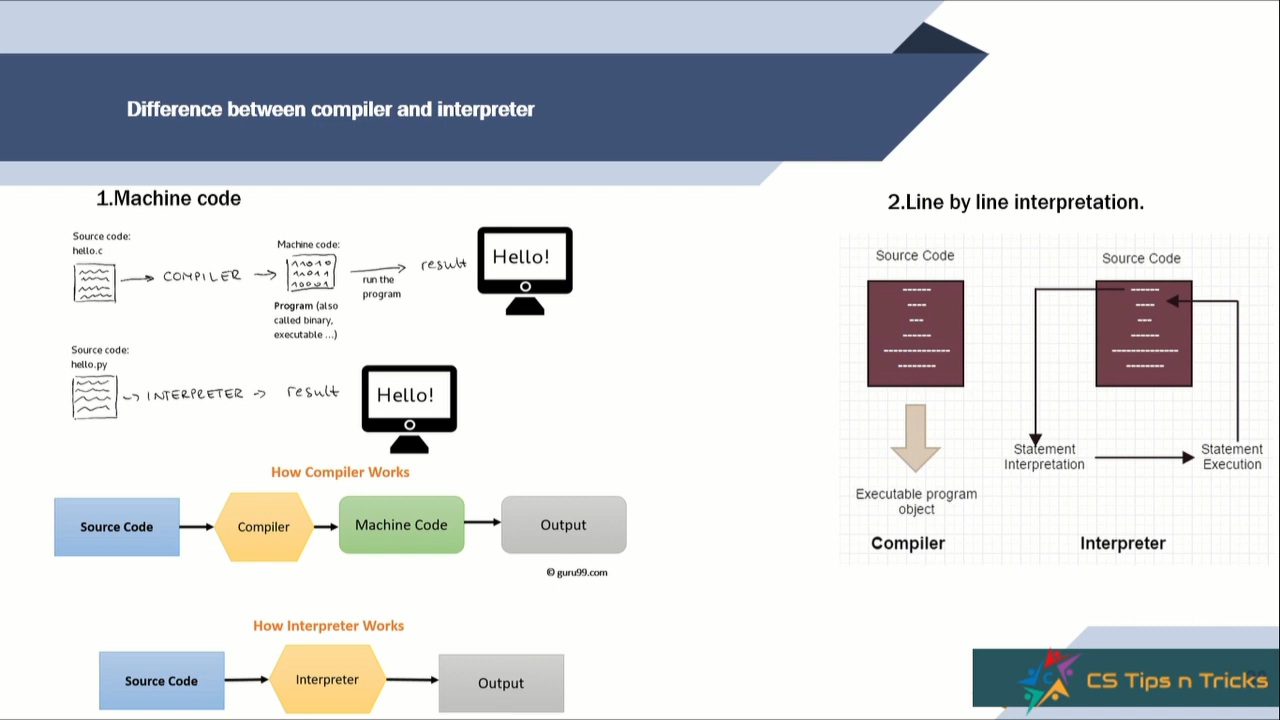 Difference between compiler and interpreter
1.Machine code
Source code:
hello.c
COMPILER
Machine code:
11010
11011
10001
Program (also
called binary,
executable ...)
run the
program
result
Hello!
Source code:
hello.py
INTERPRETER
result
Hello!
How Compiler Works
Source Code
Compiler
Machine Code
Output
© guru99.com
How Interpreter Works
Source Code
Interpreter
Output
2.Line by line interpretation.
Source Code
Executable program
object
Compiler
Source Code
Statement
Interpretation
Statement
Execution
Interpreter
CS Tips n Tricks